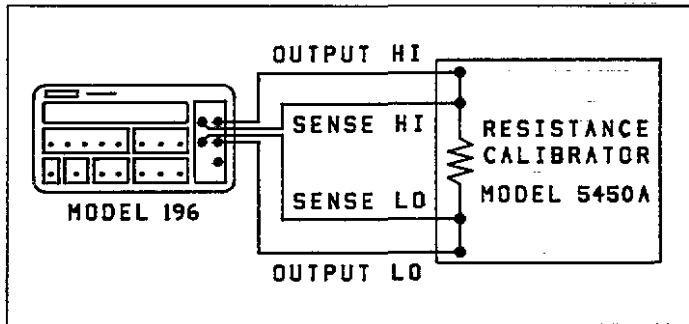 OUTPUT HI
SENSE HI
RESISTANCE
CALIBRATOR
MODEL 5450A
MODEL 196
SENSE LO
OUTPUT LO